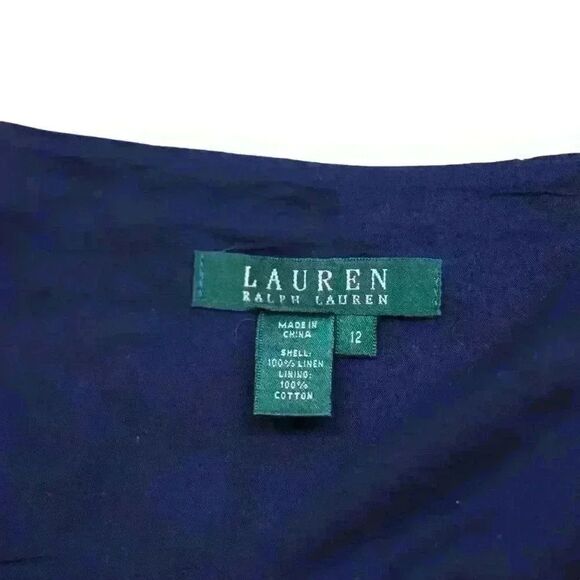 LAUREN
RALPH LAUREN
MADE IN
CHINA
12
SHELL:
100% LINEN
LINING:
100%
COTTON